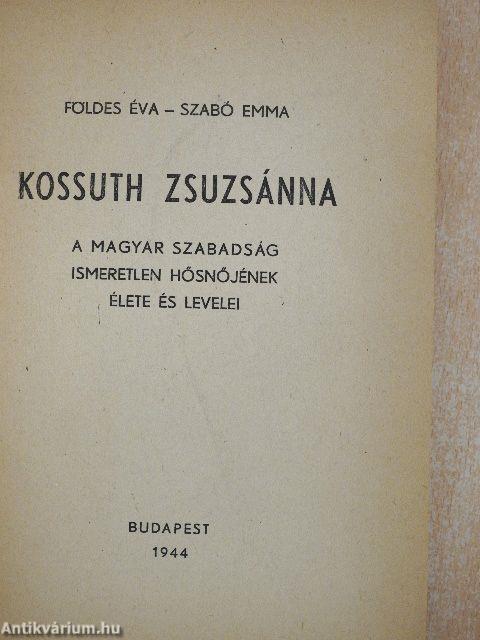 FÖLDES ÉVA – SZABÓ EMMA
KOSSUTH ZSUZSÁNNA
A MAGYAR SZABADSÁG
ISMERETLEN HŐSNŐJÉNEK
ÉLETE ÉS LEVELEI
BUDAPEST
1944
Antikvárium.hu